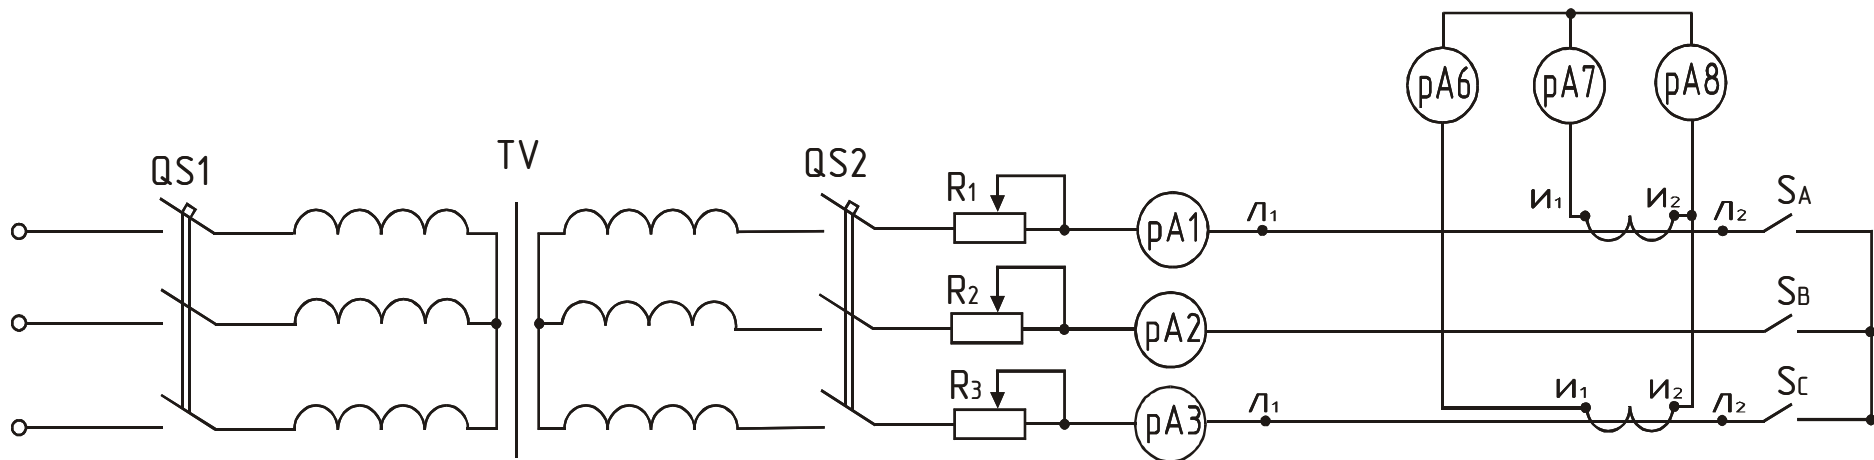 pA6 pA7 pA8
QS1 TV QS2
R1 pA1 Л1 И1 И2 Л2 SA
R2 pA2 SB
R3 pA3 Л1 И1 И2 Л2 SC